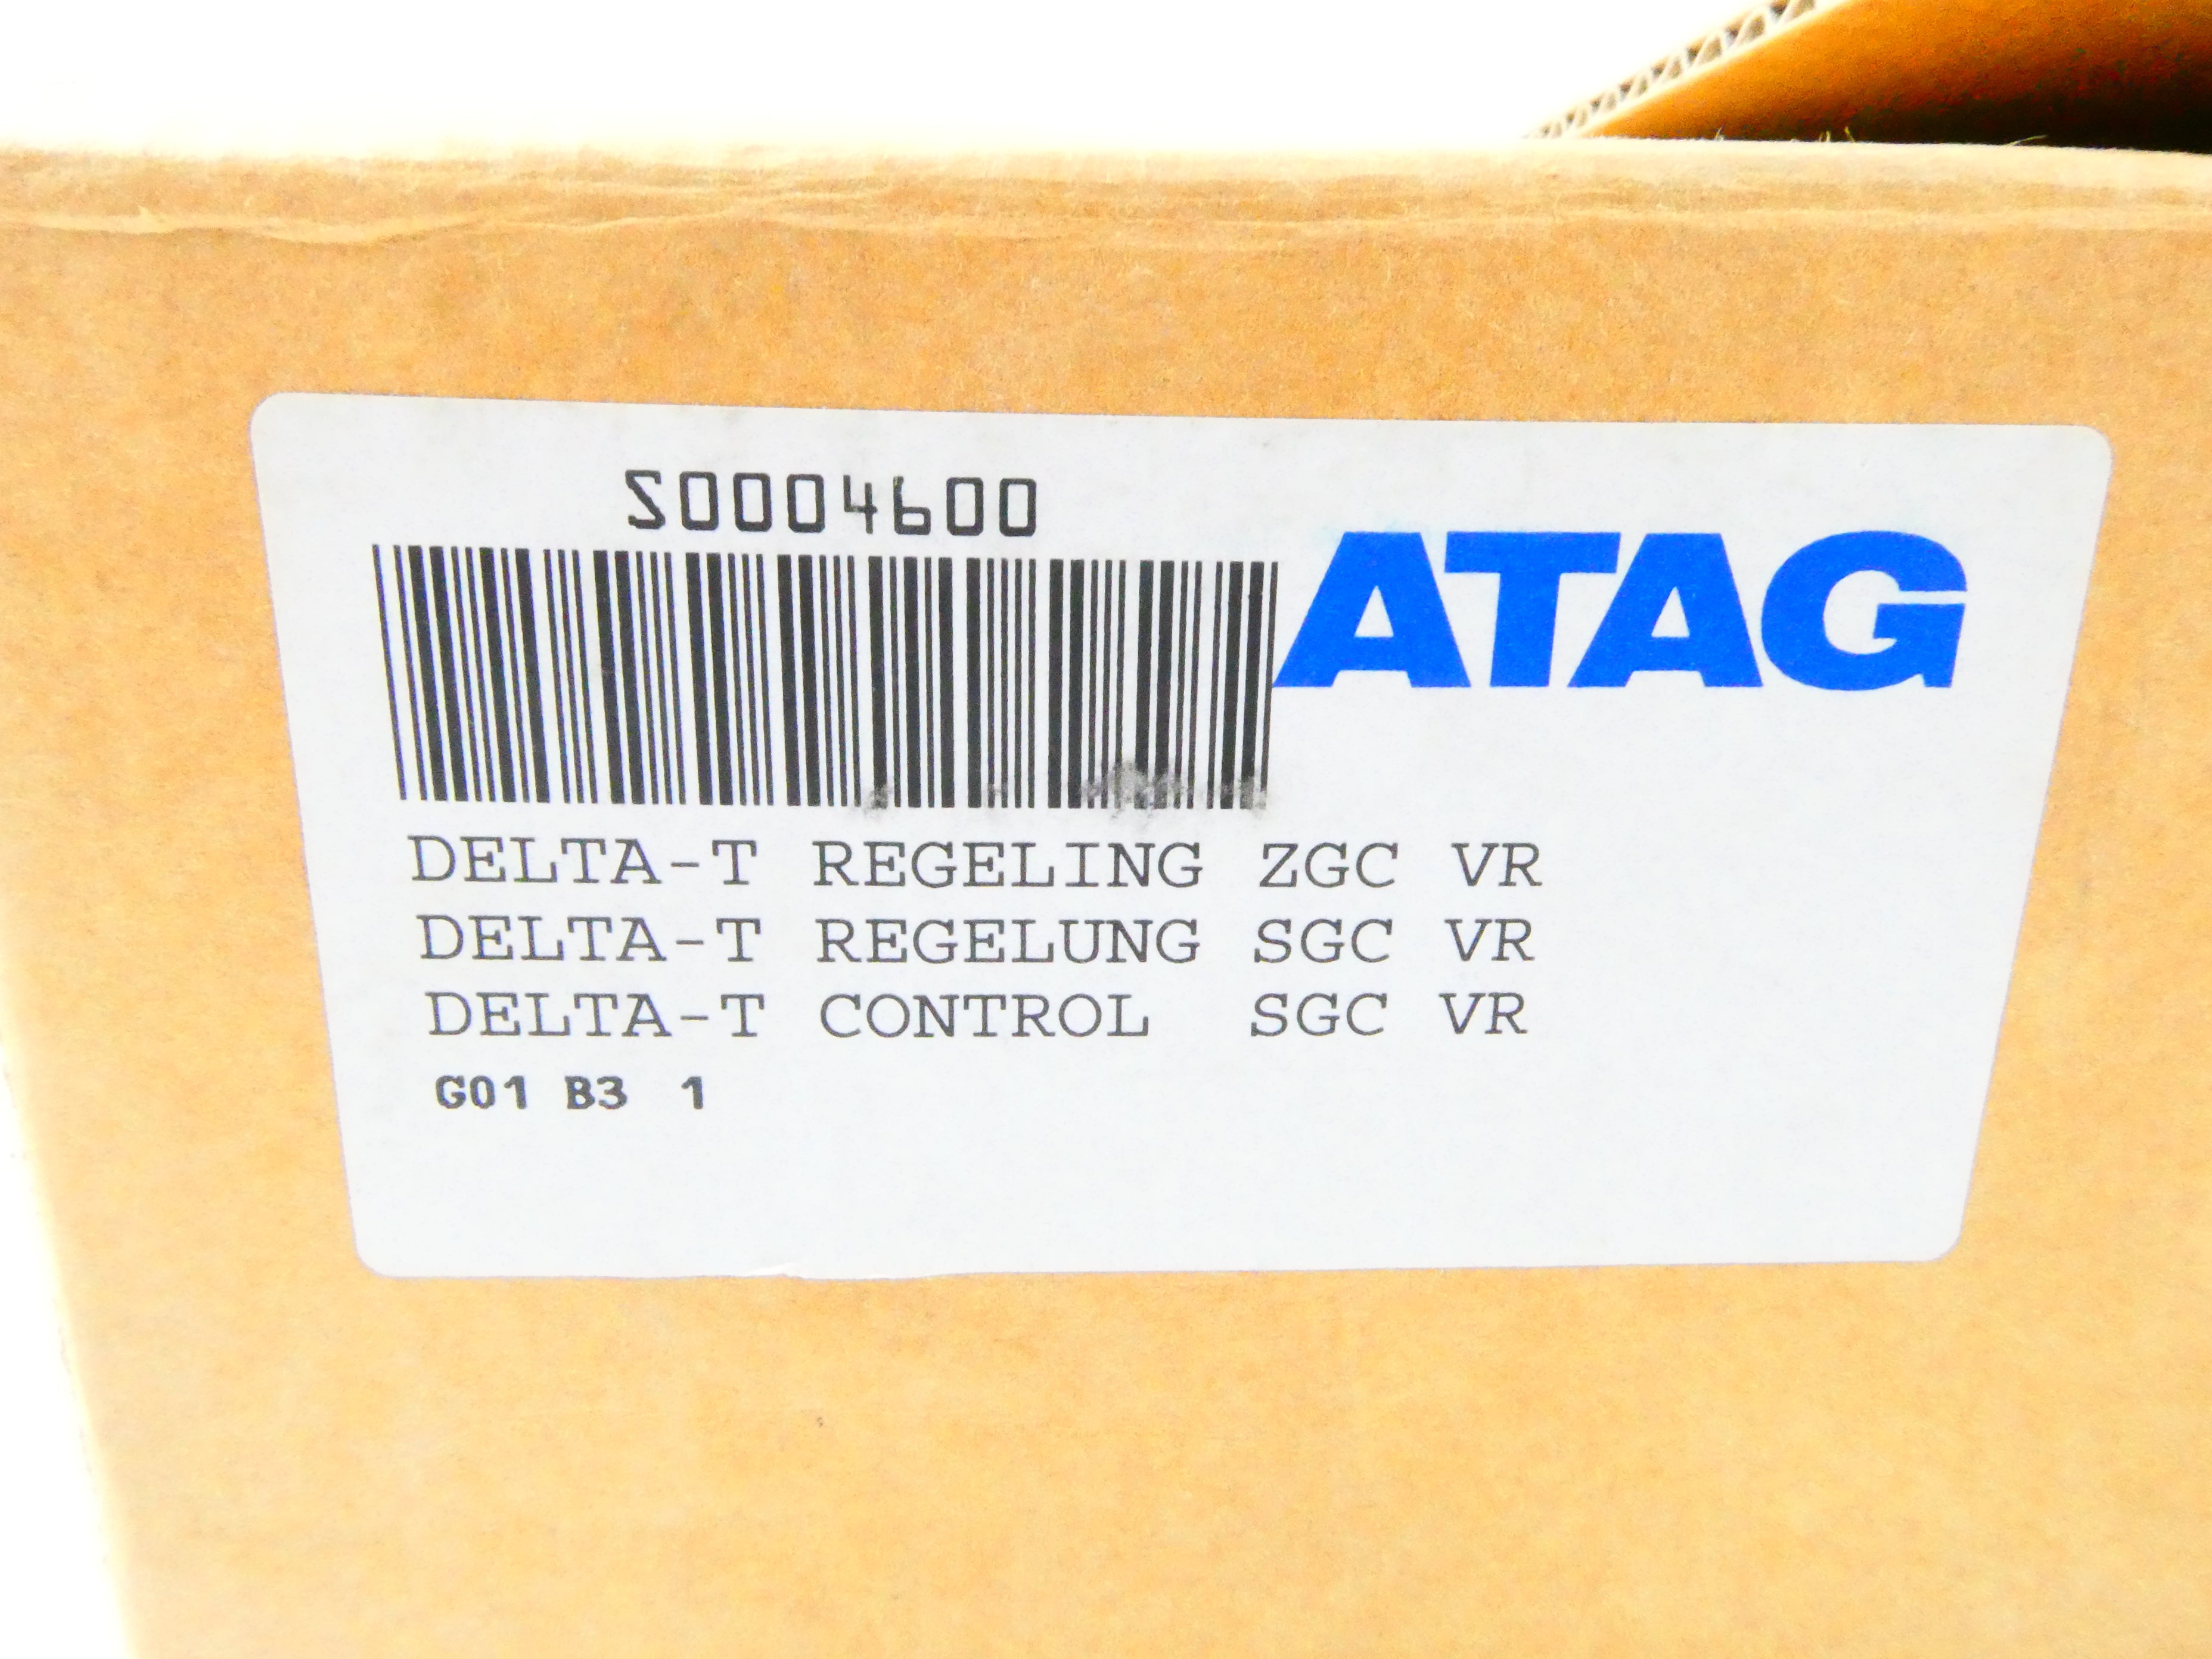 S0004600
ATAG
DELTA-T REGELING ZGC VR
DELTA-T REGELUNG SGC VR
DELTA-T CONTROL SGC VR
G01 B3 1